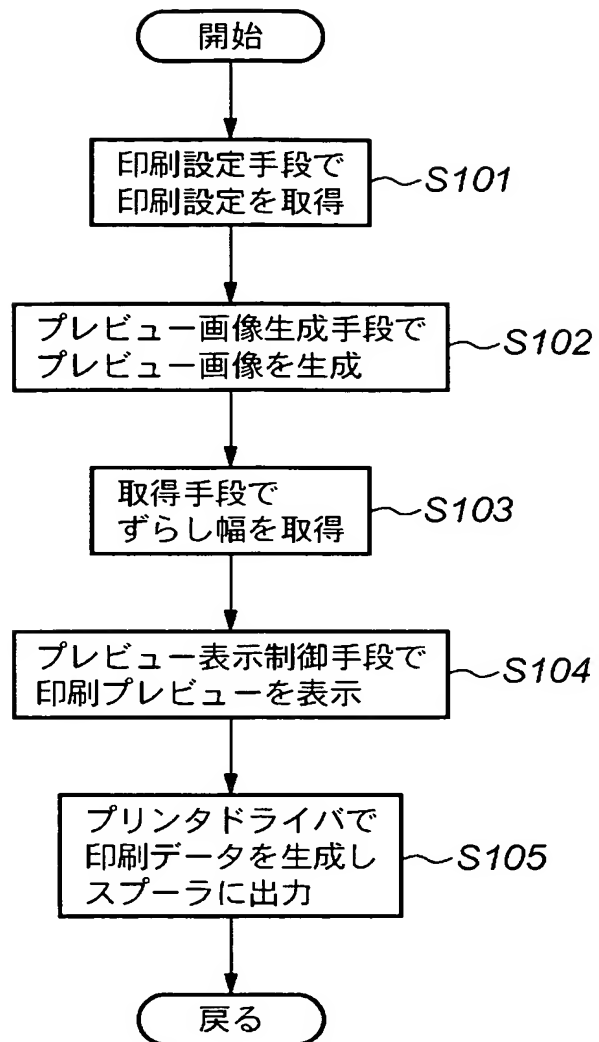 開始
印刷設定手段で
印刷設定を取得
S101
プレビュー画像生成手段で
プレビュー画像を生成
S102
取得手段で
ずらし幅を取得
S103
プレビュー表示制御手段で
印刷プレビューを表示
S104
プリンタドライバで
印刷データを生成し
スプーラに出力
S105
戻る